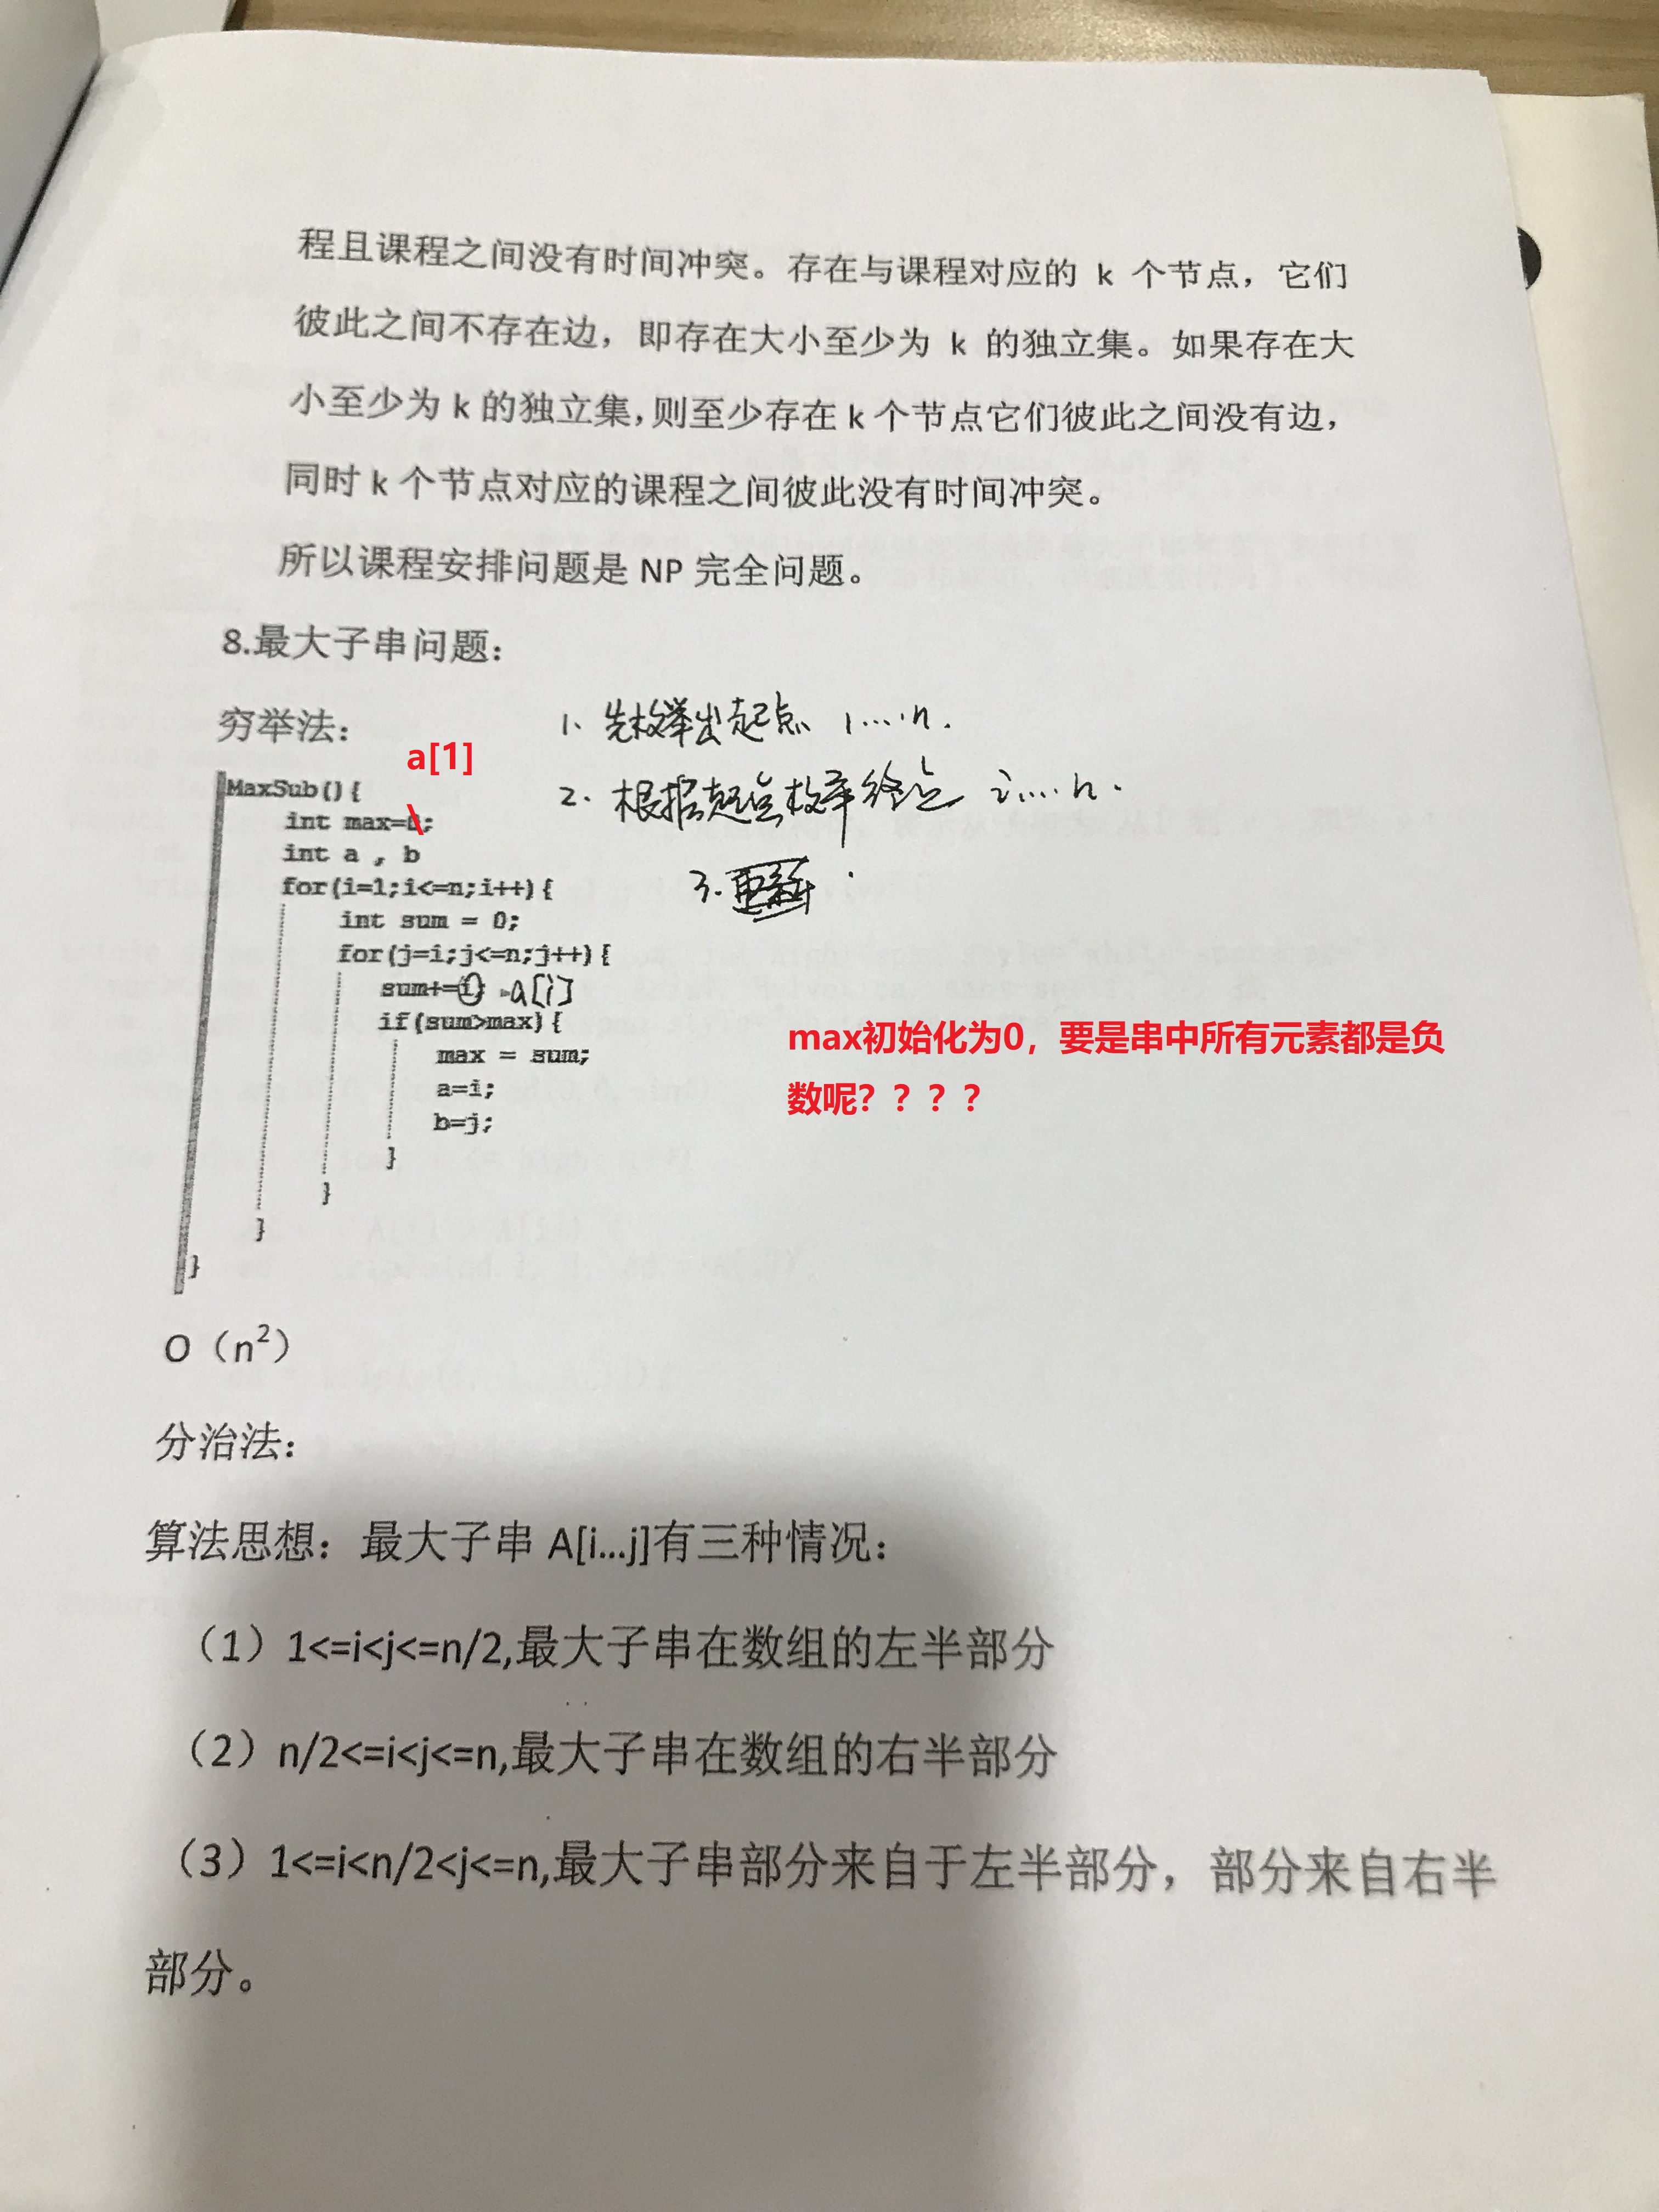 程且课程之间没有时间冲突。存在与课程对应的 k 个节点，它们
彼此之间不存在边，即存在大小至少为 k 的独立集。如果存在大
小至少为 k 的独立集,则至少存在 k 个节点它们彼此之间没有边，
同时 k 个节点对应的课程之间彼此没有时间冲突。
所以课程安排问题是 NP 完全问题。
8.最大子串问题：
穷举法：
1、先枚举出起点 1....n.
a[1]
2. 根据起点枚举终点 i....n.
MaxSub(){
int max=0;
int a , b
3.
for(i=1;i<=n;i++){
int sum = 0;
for(j=i;j<=n;j++){
sum+=i; a[i]
if(sum>max){
max初始化为0，要是串中所有元素都是负
数呢？？？？
max = sum;
a=i;
b=j;
}
}
}
}
O（n²）
分治法：
算法思想：最大子串 A[i...j]有三种情况：
（1）1<=i<j<=n/2,最大子串在数组的左半部分
（2）n/2<=i<j<=n,最大子串在数组的右半部分
（3）1<=i<n/2<j<=n,最大子串部分来自于左半部分，部分来自右半
部分。